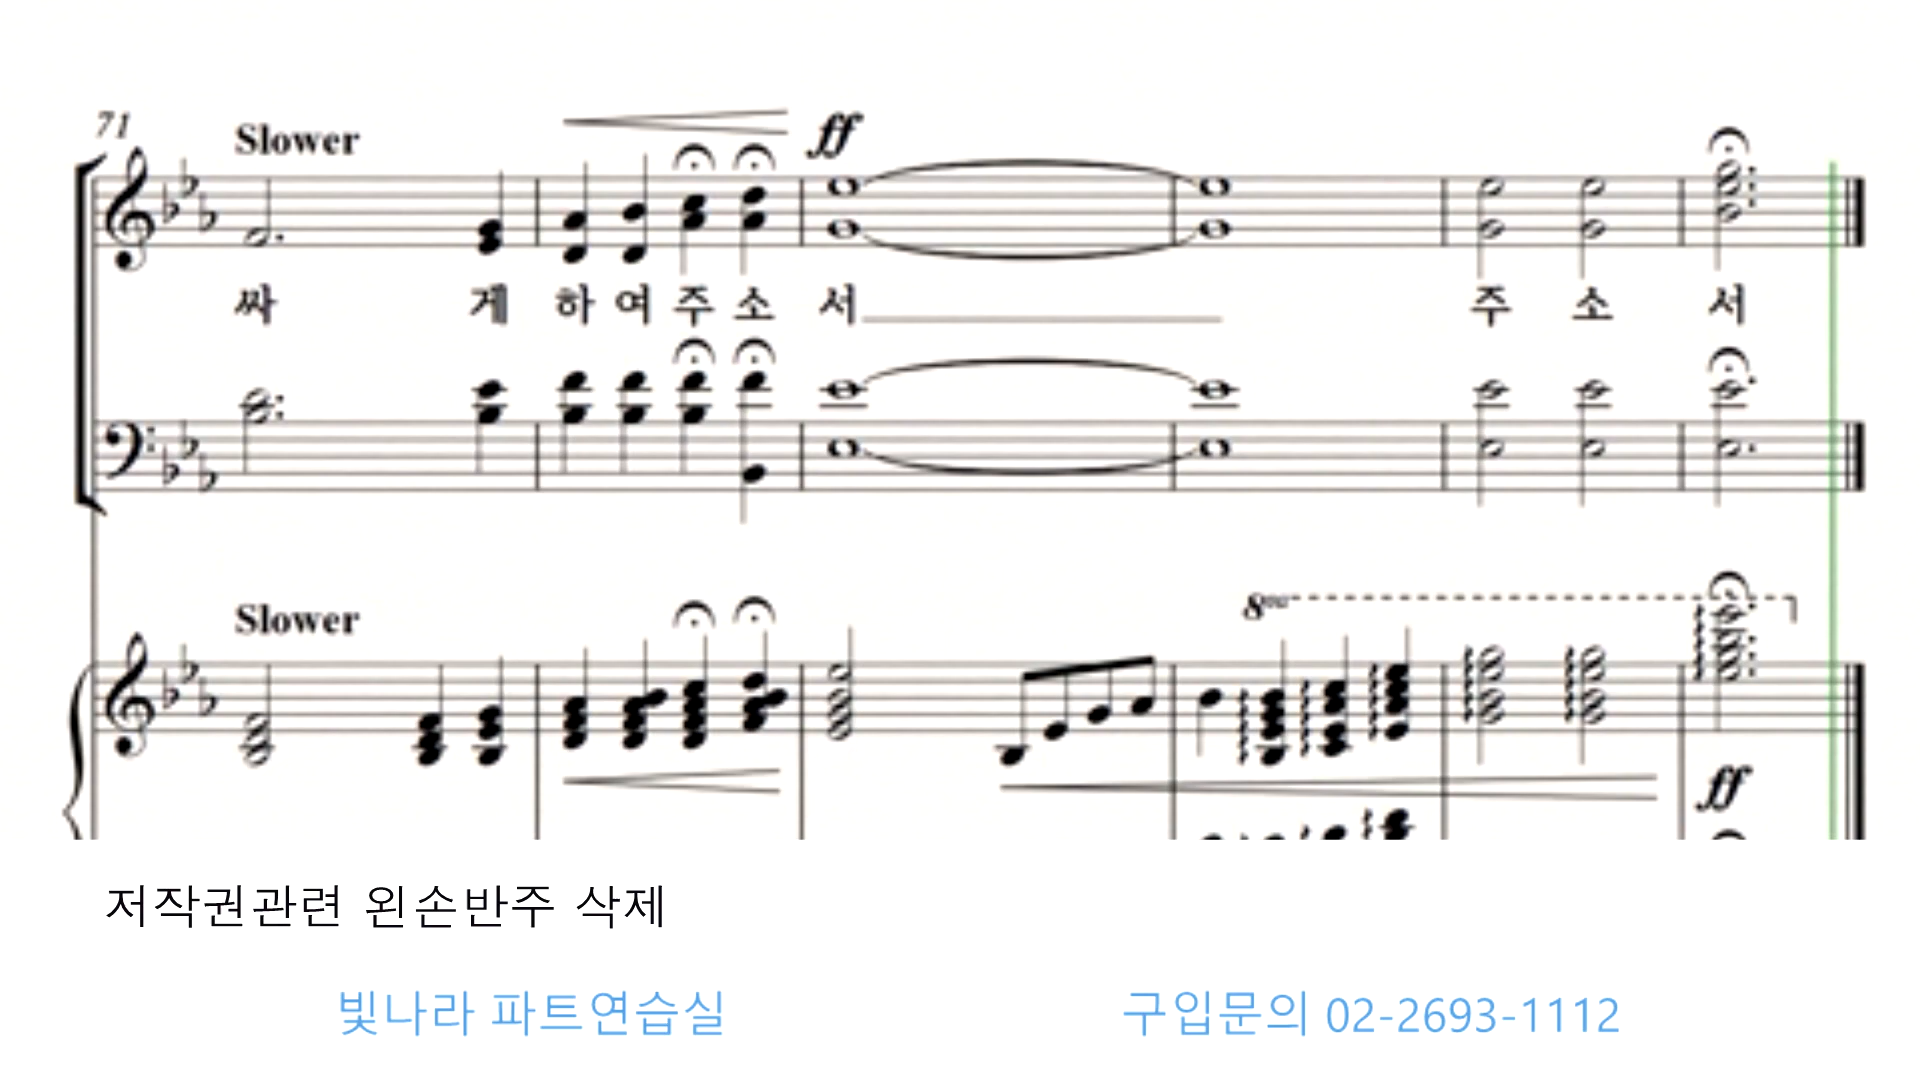 71
Slower
ff
싸 게 하 여 주 소 서 주 소 서
Slower
8va
ff
저작권관련 왼손반주 삭제
빛나라 파트연습실
구입문의 02-2693-1112